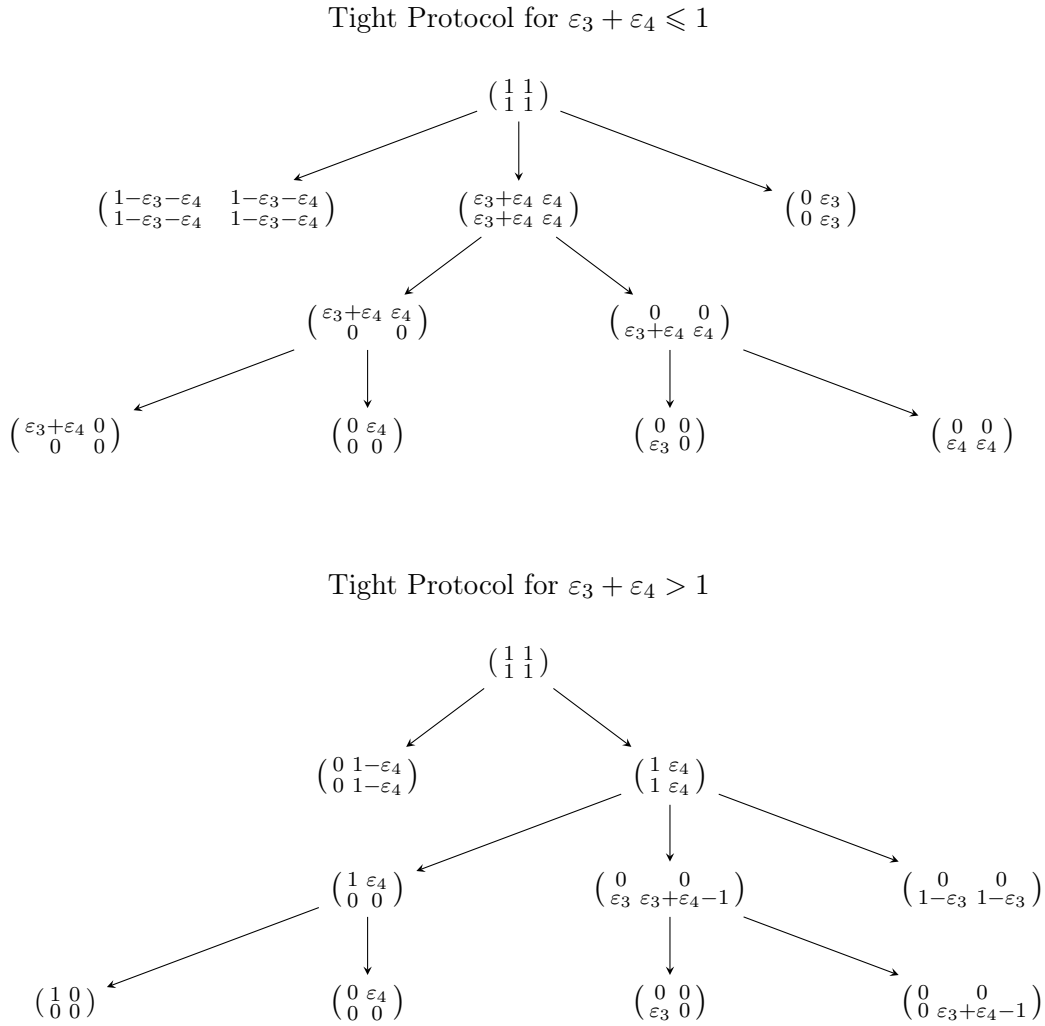 Tight Protocol for ε₃ + ε₄ ⩽ 1
( 1 1
1 1 )
( 1−ε₃−ε₄ 1−ε₃−ε₄
1−ε₃−ε₄ 1−ε₃−ε₄ )
( ε₃+ε₄ ε₄
ε₃+ε₄ ε₄ )
( 0 ε₃
0 ε₃ )
( ε₃+ε₄ ε₄
0 0 )
( 0 0
ε₃+ε₄ ε₄ )
( ε₃+ε₄ 0
0 0 )
( 0 ε₄
0 0 )
( 0 0
ε₃ 0 )
( 0 0
ε₄ ε₄ )
Tight Protocol for ε₃ + ε₄ > 1
( 1 1
1 1 )
( 0 1−ε₄
0 1−ε₄ )
( 1 ε₄
1 ε₄ )
( 1 ε₄
0 0 )
( 0 0
ε₃ ε₃+ε₄−1 )
( 0 0
1−ε₃ 1−ε₃ )
( 1 0
0 0 )
( 0 ε₄
0 0 )
( 0 0
ε₃ 0 )
( 0 0
0 ε₃+ε₄−1 )